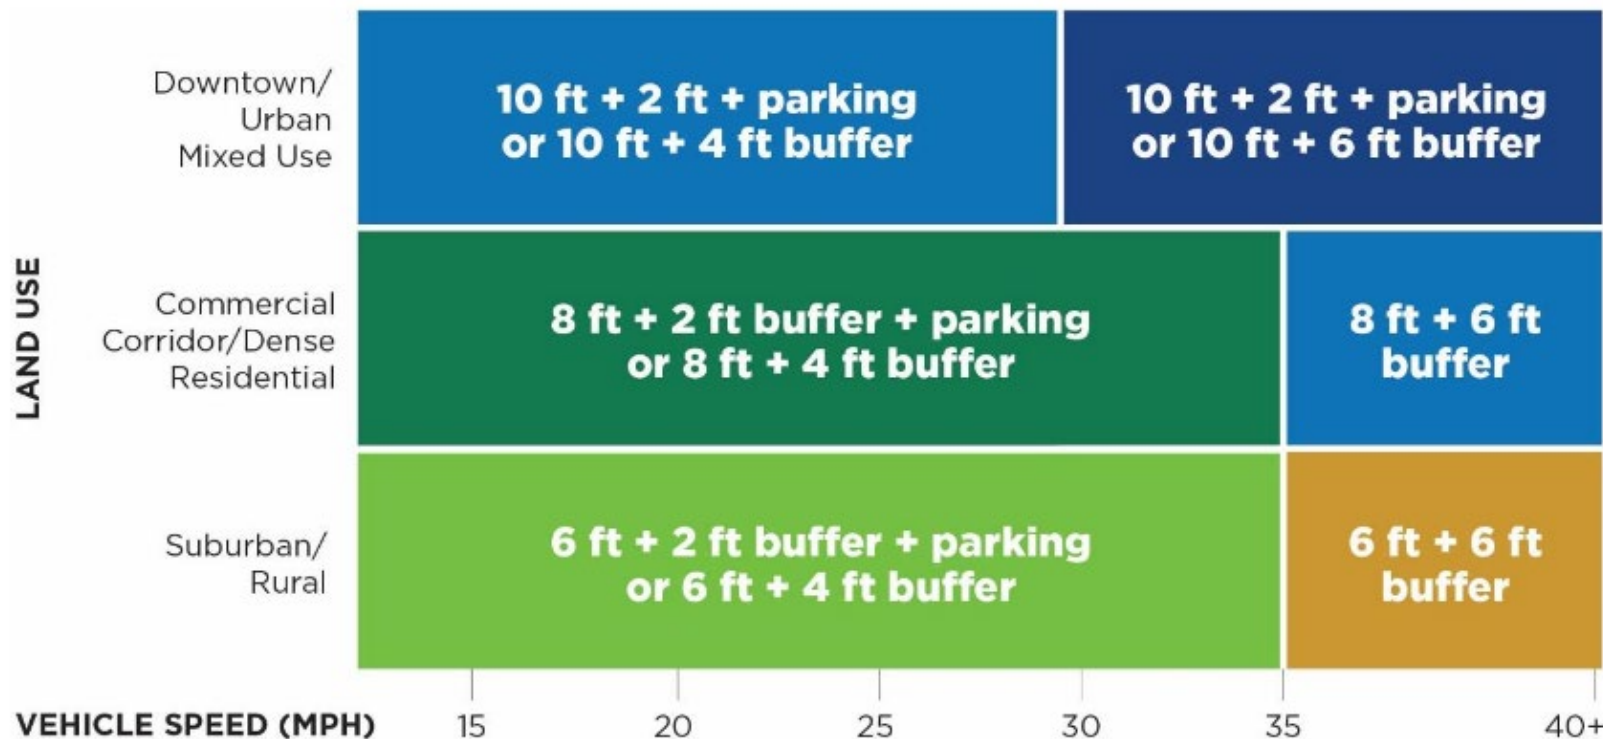 Downtown/
Urban
Mixed Use
10 ft + 2 ft + parking
or 10 ft + 4 ft buffer
10 ft + 2 ft + parking
or 10 ft + 6 ft buffer
LAND USE
Commercial
Corridor/Dense
Residential
8 ft + 2 ft buffer + parking
or 8 ft + 4 ft buffer
8 ft + 6 ft
buffer
Suburban/
Rural
6 ft + 2 ft buffer + parking
or 6 ft + 4 ft buffer
6 ft + 6 ft
buffer
VEHICLE SPEED (MPH) 15 20 25 30 35 40+